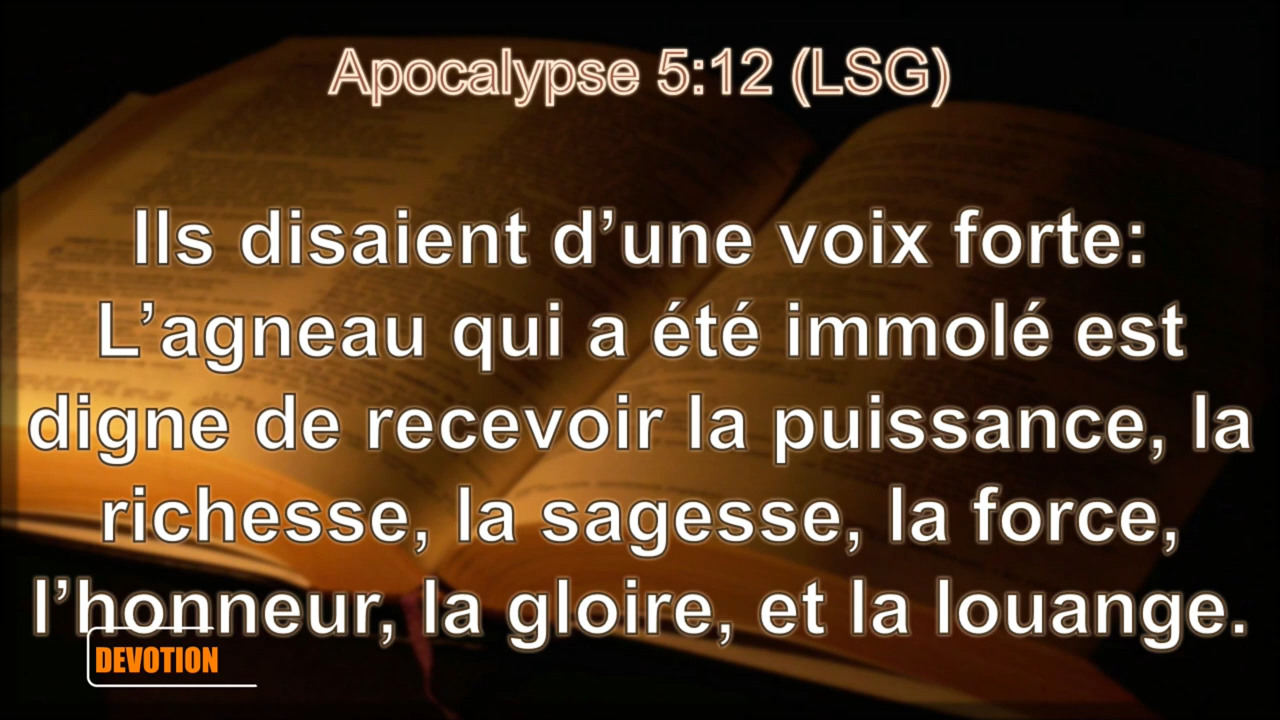 Apocalypse 5:12 (LSG)
Ils disaient d’une voix forte:
L’agneau qui a été immolé est
digne de recevoir la puissance, la
richesse, la sagesse, la force,
l’honneur, la gloire, et la louange.
DEVOTION